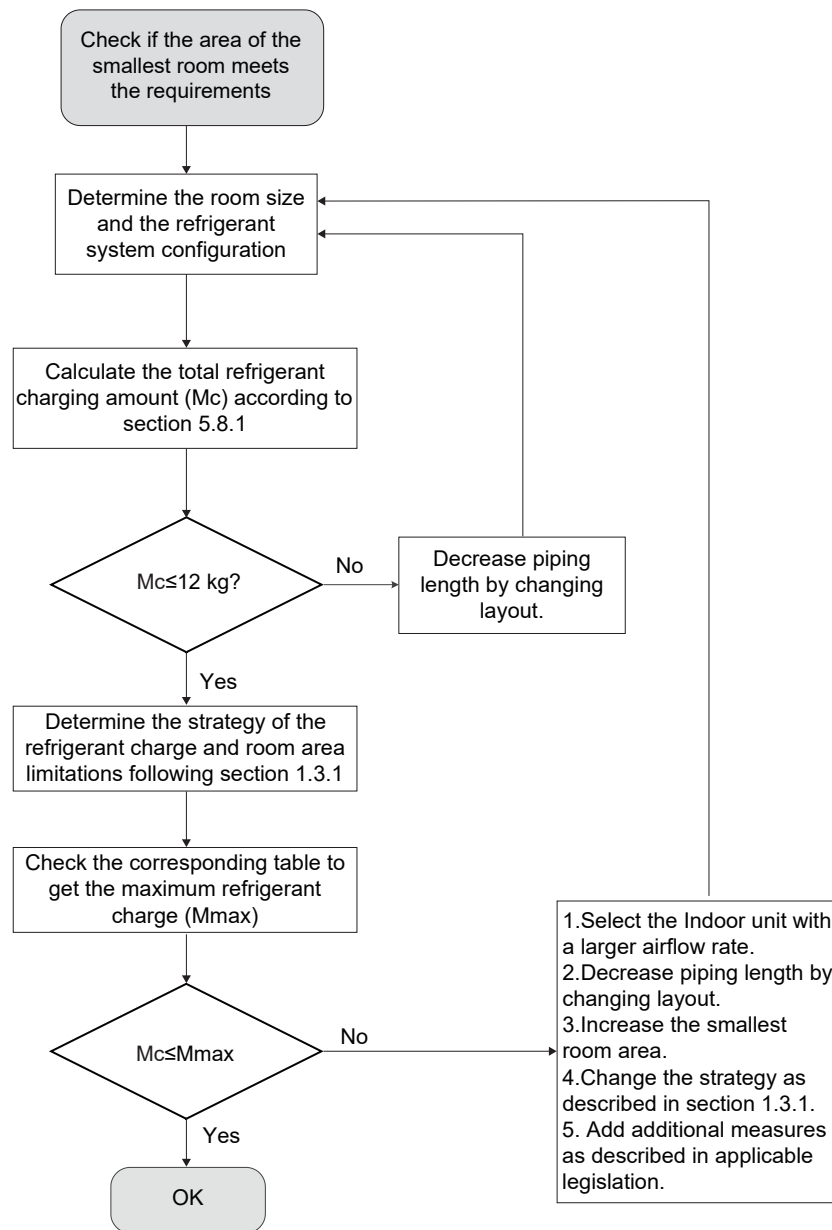 Check if the area of the
smallest room meets
the requirements
Determine the room size
and the refrigerant
system configuration
Calculate the total refrigerant
charging amount (Mc) according to
section 5.8.1
Mc≤12 kg?
No
Decrease piping
length by changing
layout.
Yes
Determine the strategy of the
refrigerant charge and room area
limitations following section 1.3.1
Check the corresponding table to
get the maximum refrigerant
charge (Mmax)
Mc≤Mmax
No
1.Select the Indoor unit with
a larger airflow rate.
2.Decrease piping length by
changing layout.
3.Increase the smallest
room area.
4.Change the strategy as
described in section 1.3.1.
5. Add additional measures
as described in applicable
legislation.
Yes
OK